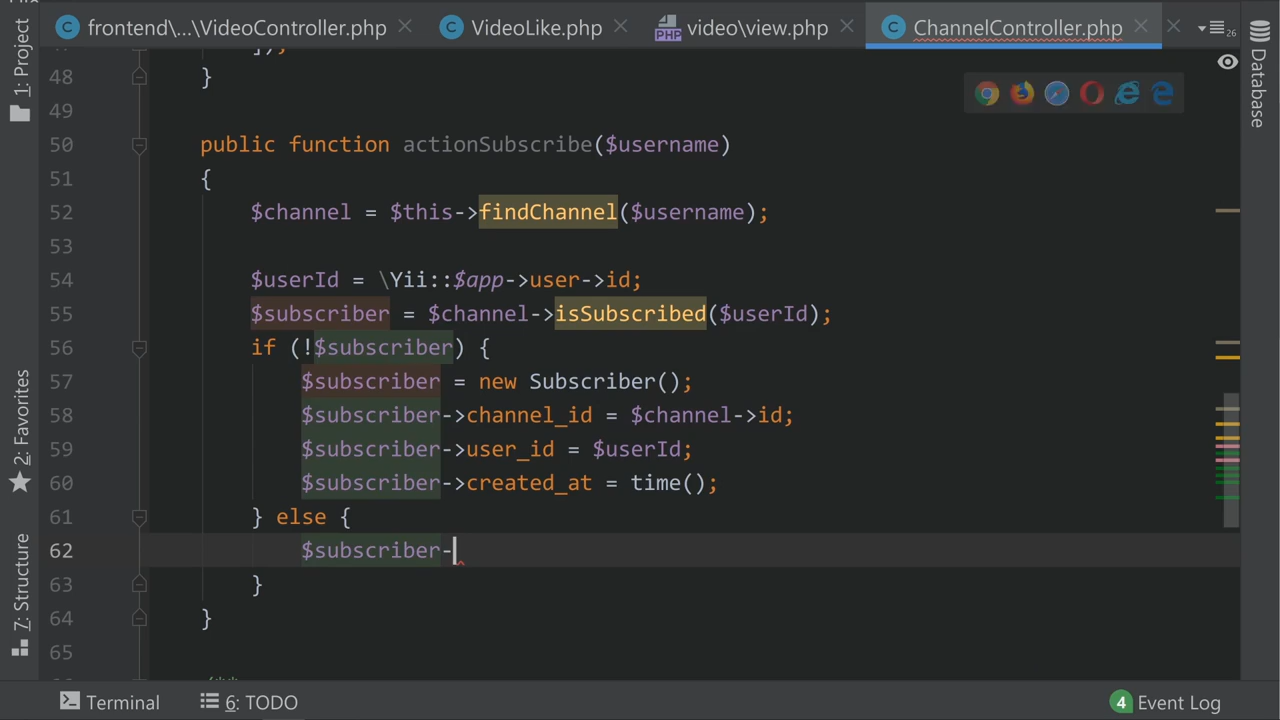 frontend\...\VideoController.php
VideoLike.php
PHP video\view.php
ChannelController.php
26
1: Project
Database
48 }
49
50 public function actionSubscribe($username)
51 {
52 $channel = $this->findChannel($username);
53
54 $userId = \Yii::$app->user->id;
55 $subscriber = $channel->isSubscribed($userId);
56 if (!$subscriber) {
57 $subscriber = new Subscriber();
58 $subscriber->channel_id = $channel->id;
59 $subscriber->user_id = $userId;
60 $subscriber->created_at = time();
61 } else {
62 $subscriber-
63 }
64 }
65
2: Favorites
7: Structure
Terminal
6: TODO
4 Event Log